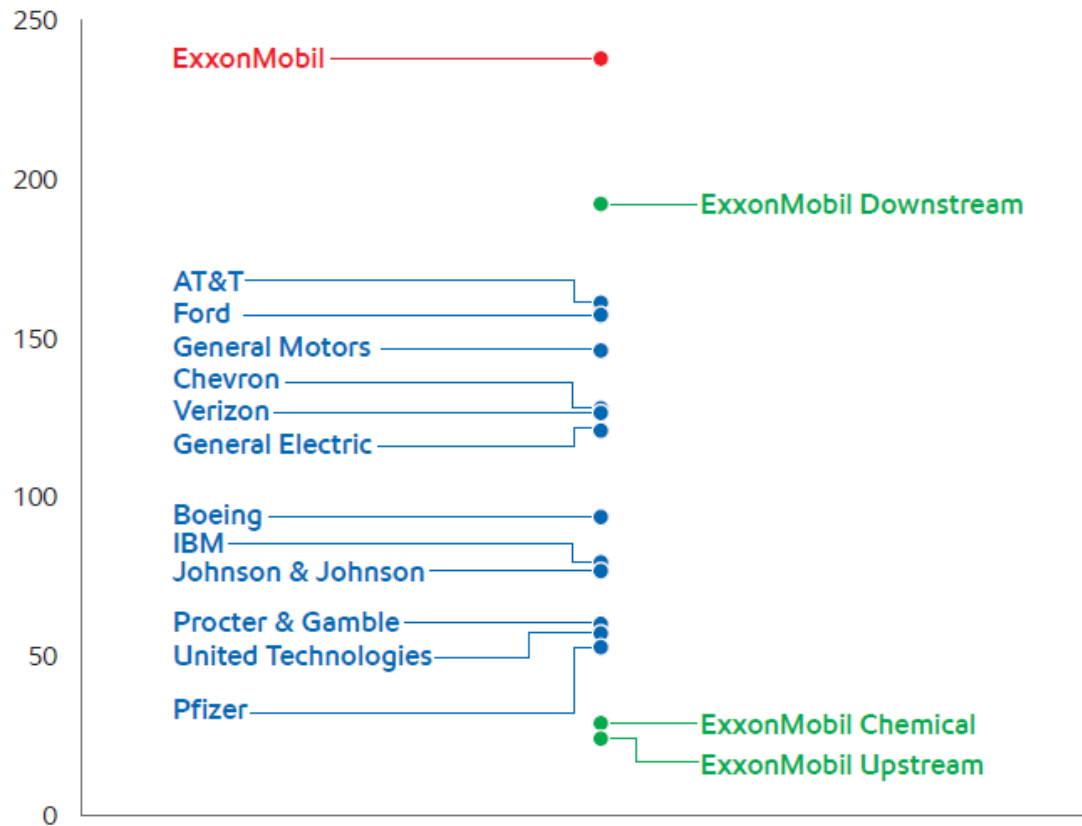 250
ExxonMobil
200
ExxonMobil Downstream
AT&T
Ford
150
General Motors
Chevron
Verizon
General Electric
100
Boeing
IBM
Johnson & Johnson
Procter & Gamble
50
United Technologies
Pfizer
ExxonMobil Chemical
ExxonMobil Upstream
0